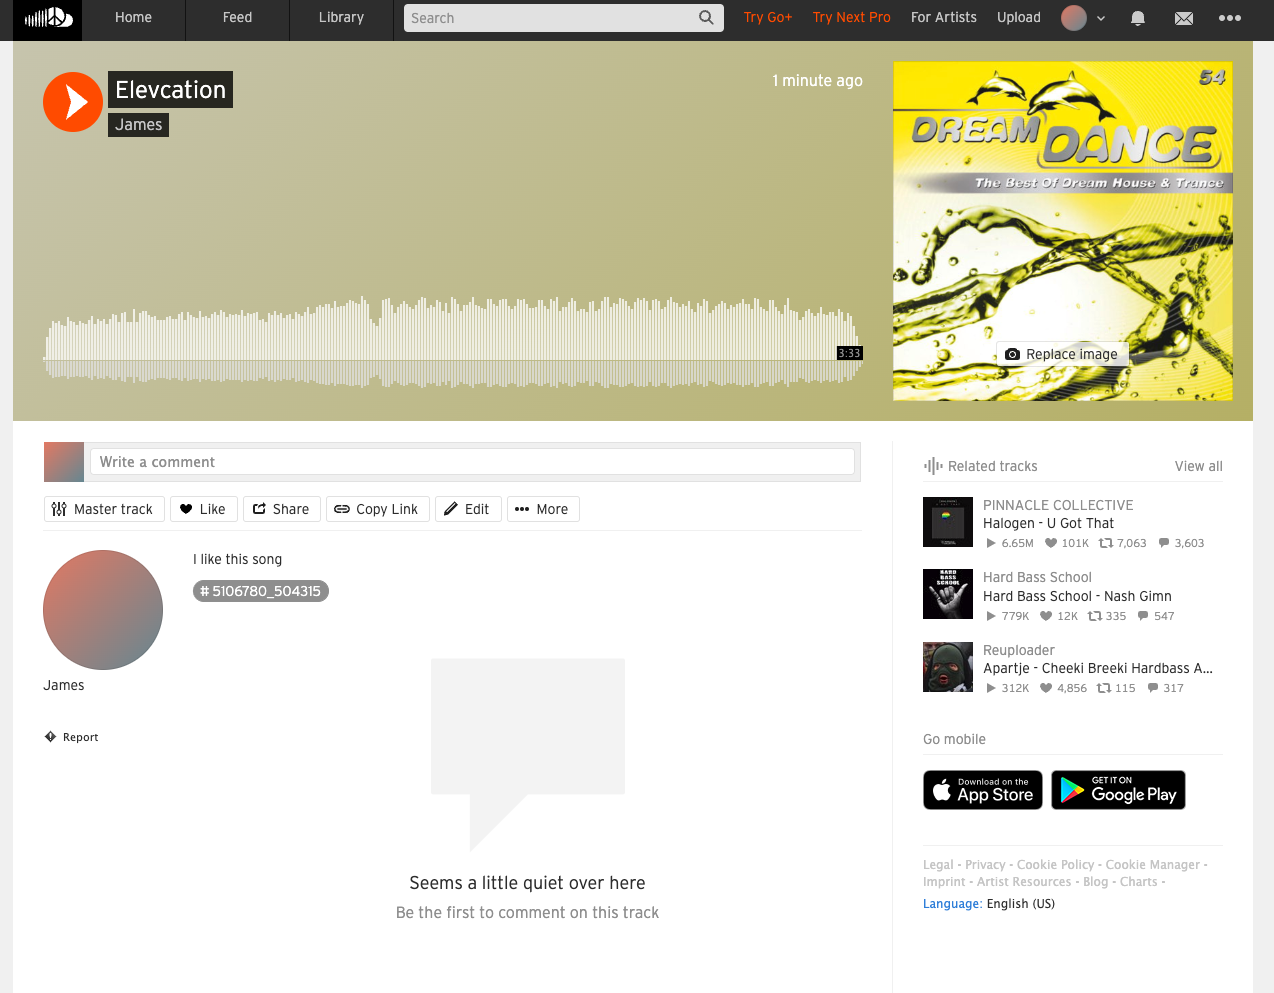 Home
Feed
Library
Search
Try Go+
Try Next Pro
For Artists
Upload
Elevcation
James
1 minute ago
3:33
54
DREAM DANCE
The Best Of Dream House & Trance
Replace image
Write a comment
Master track
Like
Share
Copy Link
Edit
More
I like this song
# 5106780_504315
James
Report
Seems a little quiet over here
Be the first to comment on this track
Related tracks
View all
PINNACLE COLLECTIVE
Halogen - U Got That
6.65M 101K 7,063 3,603
HARD
BASS
SCHOOL
Hard Bass School
Hard Bass School - Nash Gimn
779K 12K 335 547
Reuploader
Apartje - Cheeki Breeki Hardbass A...
312K 4,856 115 317
Go mobile
Download on the
App Store
GET IT ON
Google Play
Legal - Privacy - Cookie Policy - Cookie Manager -
Imprint - Artist Resources - Blog - Charts -
Language: English (US)